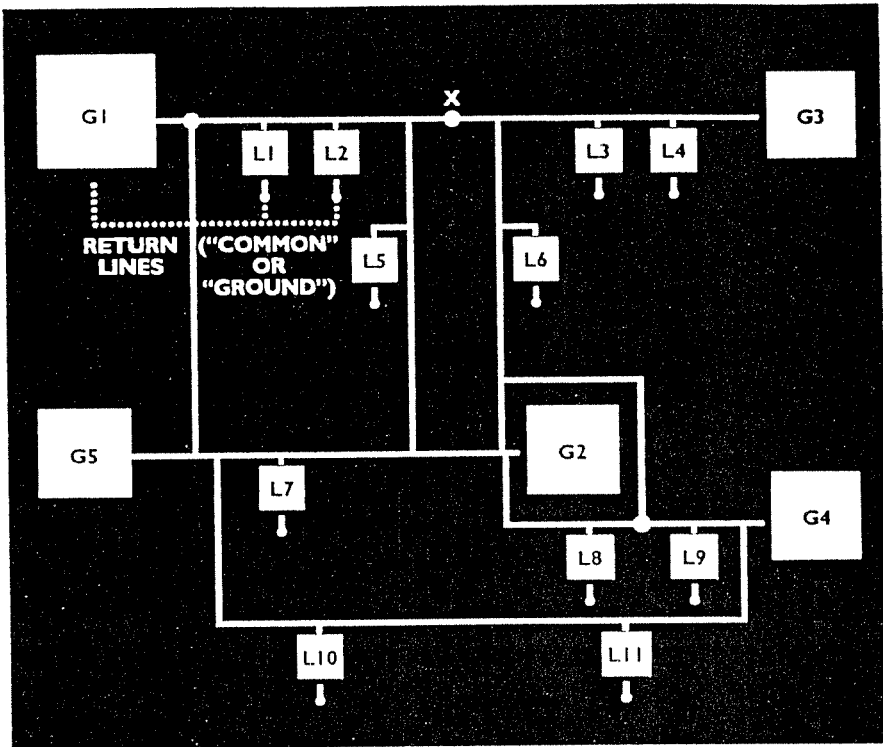 X
G1
G3
L1
L2
L3
L4
RETURN ("COMMON"
LINES OR
"GROUND")
L5
L6
G5
G2
L7
G4
L8
L9
L10
L11